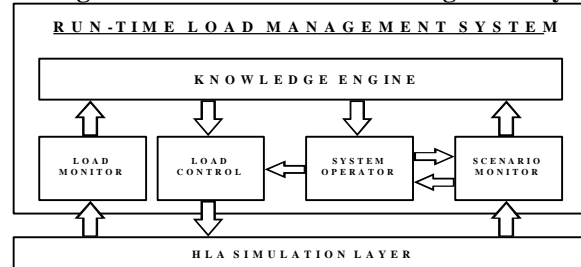 RUN-TIME LOAD MANAGEMENT SYSTEM
KNOWLEDGE ENGINE
LOAD
MONITOR
LOAD
CONTROL
SYSTEM
OPERATOR
SCENARIO
MONITOR
HLA SIMULATION LAYER